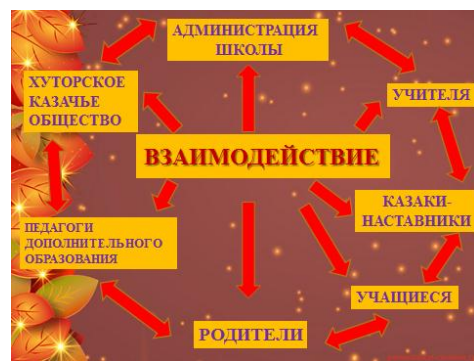 АДМИНИСТРАЦИЯ
ШКОЛЫ
ХУТОРСКОЕ
КАЗАЧЬЕ
ОБЩЕСТВО
УЧИТЕЛЯ
ВЗАИМОДЕЙСТВИЕ
КАЗАКИ-
НАСТАВНИКИ
ПЕДАГОГИ
ДОПОЛНИТЕЛЬНОГО
ОБРАЗОВАНИЯ
УЧАЩИЕСЯ
РОДИТЕЛИ